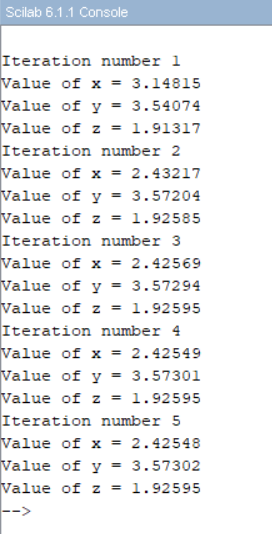 Scilab 6.1.1 Console
Iteration number 1
Value of x = 3.14815
Value of y = 3.54074
Value of z = 1.91317
Iteration number 2
Value of x = 2.43217
Value of y = 3.57204
Value of z = 1.92585
Iteration number 3
Value of x = 2.42569
Value of y = 3.57294
Value of z = 1.92595
Iteration number 4
Value of x = 2.42549
Value of y = 3.57301
Value of z = 1.92595
Iteration number 5
Value of x = 2.42548
Value of y = 3.57302
Value of z = 1.92595
-->